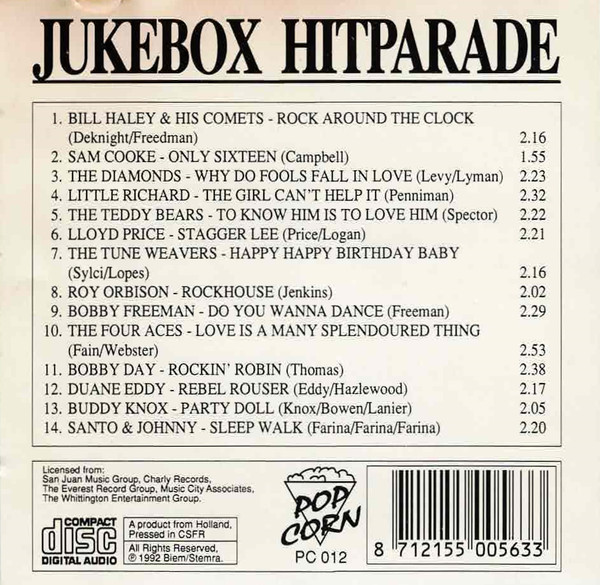 JUKEBOX HITPARADE
1. BILL HALEY & HIS COMETS - ROCK AROUND THE CLOCK
(Deknight/Freedman) 2.16
2. SAM COOKE - ONLY SIXTEEN (Campbell) 1.55
3. THE DIAMONDS - WHY DO FOOLS FALL IN LOVE (Levy/Lyman) 2.23
4. LITTLE RICHARD - THE GIRL CAN'T HELP IT (Penniman) 2.32
5. THE TEDDY BEARS - TO KNOW HIM IS TO LOVE HIM (Spector) 2.22
6. LLOYD PRICE - STAGGER LEE (Price/Logan) 2.21
7. THE TUNE WEAVERS - HAPPY HAPPY BIRTHDAY BABY
(Sylci/Lopes) 2.16
8. ROY ORBISON - ROCKHOUSE (Jenkins) 2.02
9. BOBBY FREEMAN - DO YOU WANNA DANCE (Freeman) 2.29
10. THE FOUR ACES - LOVE IS A MANY SPLENDOURED THING
(Fain/Webster) 2.53
11. BOBBY DAY - ROCKIN' ROBIN (Thomas) 2.38
12. DUANE EDDY - REBEL ROUSER (Eddy/Hazlewood) 2.17
13. BUDDY KNOX - PARTY DOLL (Knox/Bowen/Lanier) 2.05
14. SANTO & JOHNNY - SLEEP WALK (Farina/Farina/Farina) 2.20
Licensed from:
San Juan Music Group, Charly Records,
The Everest Record Group, Music City Associates,
The Whittington Entertainment Group.
COMPACT
disc
DIGITAL AUDIO
A product from Holland,
Pressed in CSFR
All Rights Reserved,
℗ 1992 Biem/Stemra.
POP
CORN
PC 012
8 712155 005633